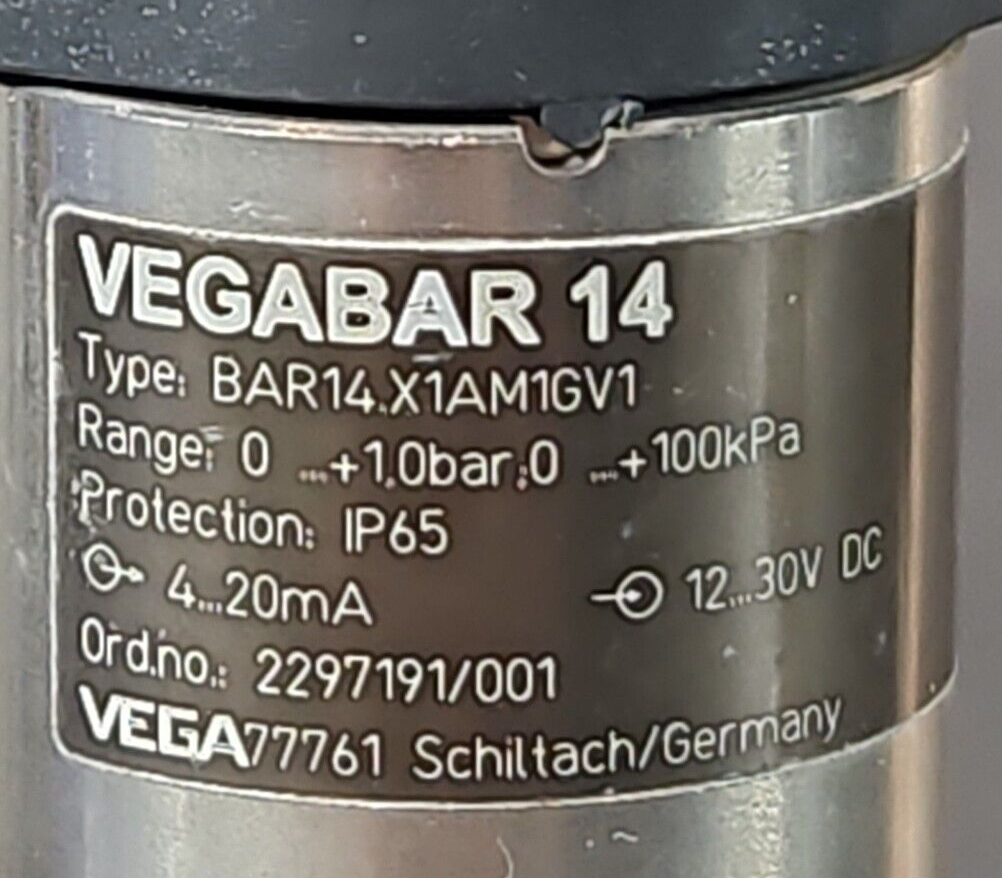 VEGABAR 14
Type: BAR14.X1AM1GV1
Range: 0 ...+1.0bar;0 ...+100kPa
Protection: IP65
4...20mA 12...30V DC
Ord.no.: 2297191/001
VEGA 77761 Schiltach/Germany